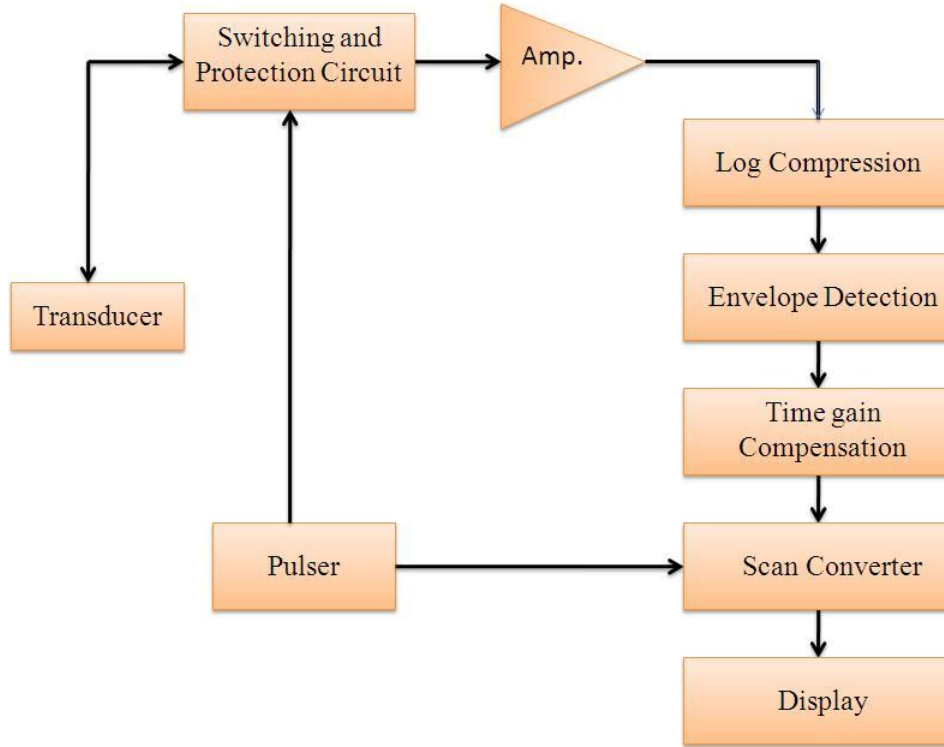 Switching and
Protection Circuit
Amp.
Log Compression
Transducer
Envelope Detection
Time gain
Compensation
Pulser
Scan Converter
Display